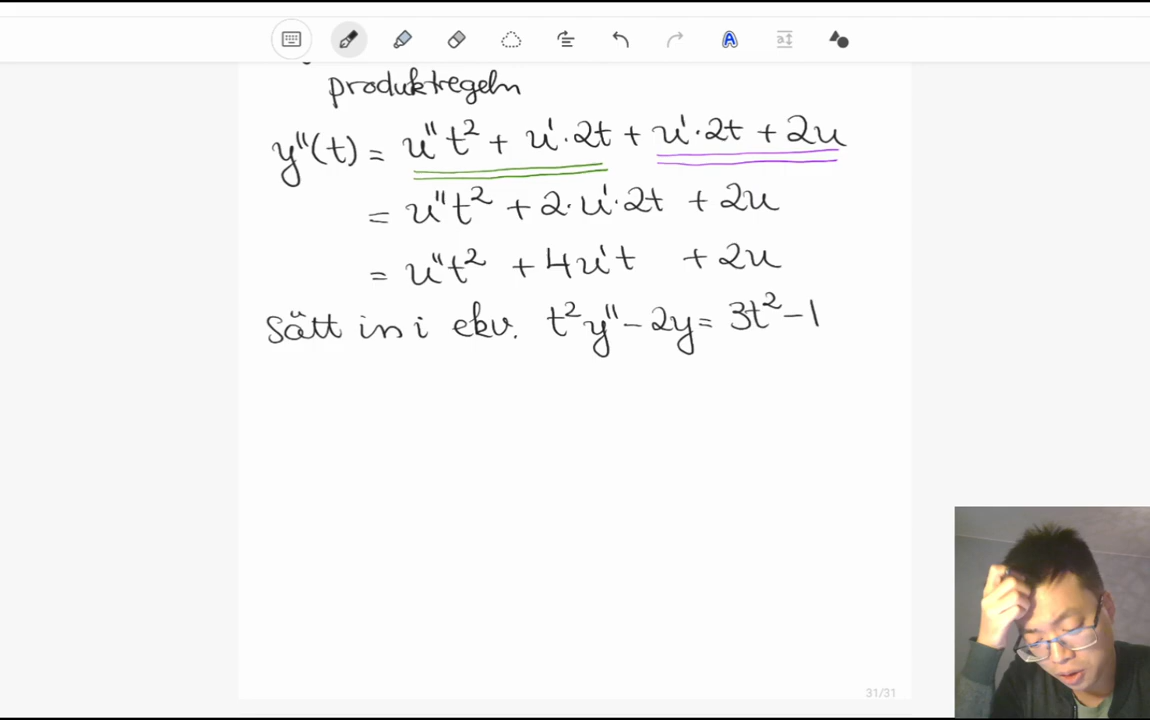 produktregeln
y''(t) = u''t² + u'·2t + u'·2t + 2u
= u''t² + 2·u'·2t + 2u
= u''t² + 4u't + 2u
Sätt in i ekv. t²y'' - 2y = 3t² - 1
31/31